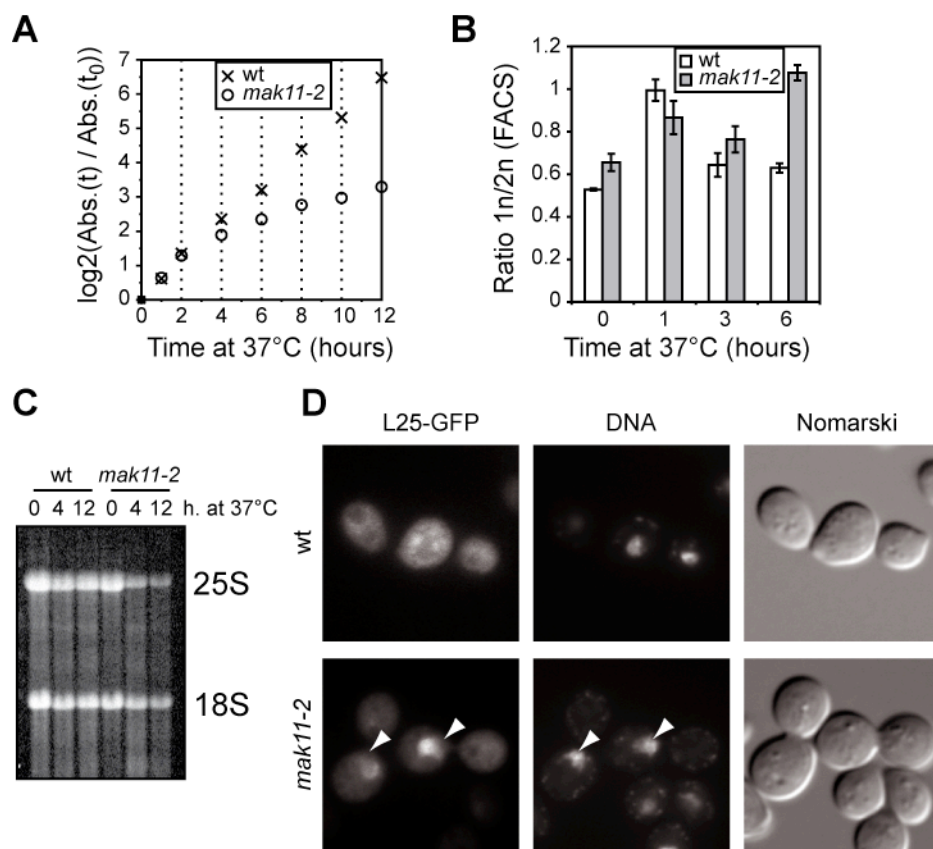 A
log2(Abs.(t) / Abs.(t0))
7
6
5
4
3
2
1
0
wt
mak11-2
0 2 4 6 8 10 12
Time at 37°C (hours)
B
Ratio 1n/2n (FACS)
1.2
1
0.8
0.6
0.4
0.2
0
wt
mak11-2
0 1 3 6
Time at 37°C (hours)
C
wt mak11-2
0 4 12 0 4 12 h. at 37°C
25S
18S
D
L25-GFP DNA Nomarski
wt
mak11-2